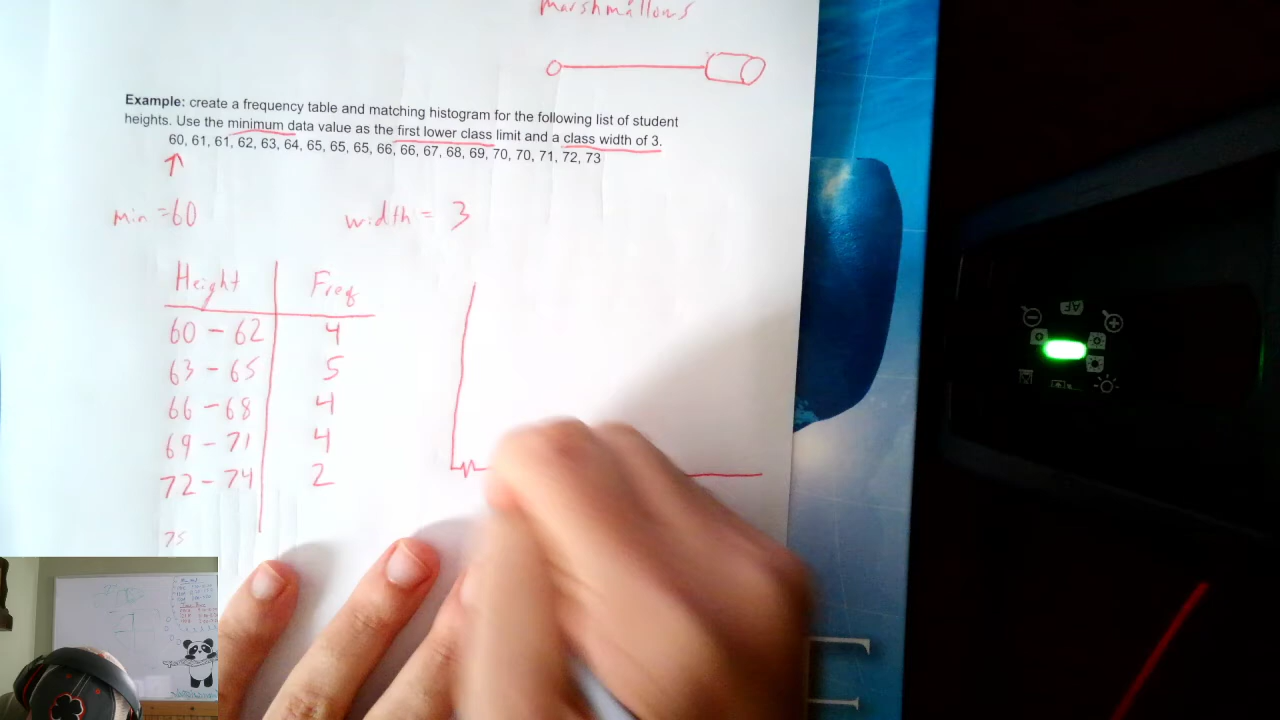 marshmallows
Example: create a frequency table and matching histogram for the following list of student
heights. Use the minimum data value as the first lower class limit and a class width of 3.
60, 61, 61, 62, 63, 64, 65, 65, 65, 66, 66, 67, 68, 69, 70, 70, 71, 72, 73
min = 60 width = 3
Height Freq
60 - 62 4
63 - 65 5
66 - 68 4
69 - 71 4
72 - 74 2
75
AF